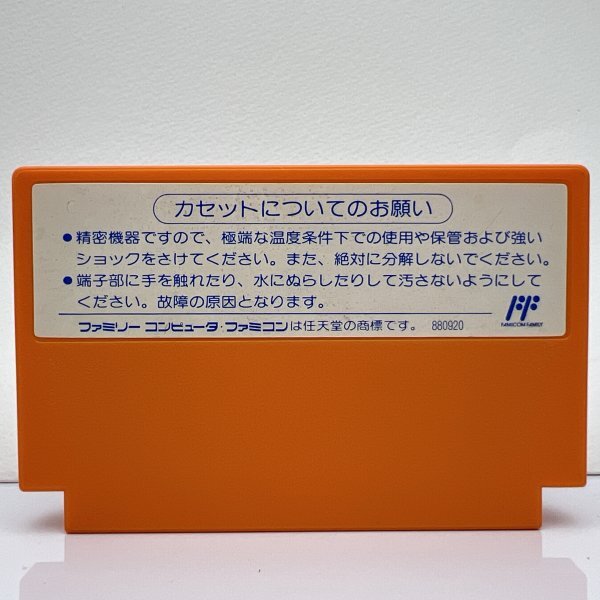 カセットについてのお願い
●精密機器ですので、極端な温度条件下での使用や保管および強い
ショックをさけてください。また、絶対に分解しないでください。
●端子部に手を触れたり、水にぬらしたりして汚さないようにして
ください。故障の原因となります。
ファミリー コンピュータ・ファミコンは任天堂の商標です。 880920
FAMICOM FAMILY